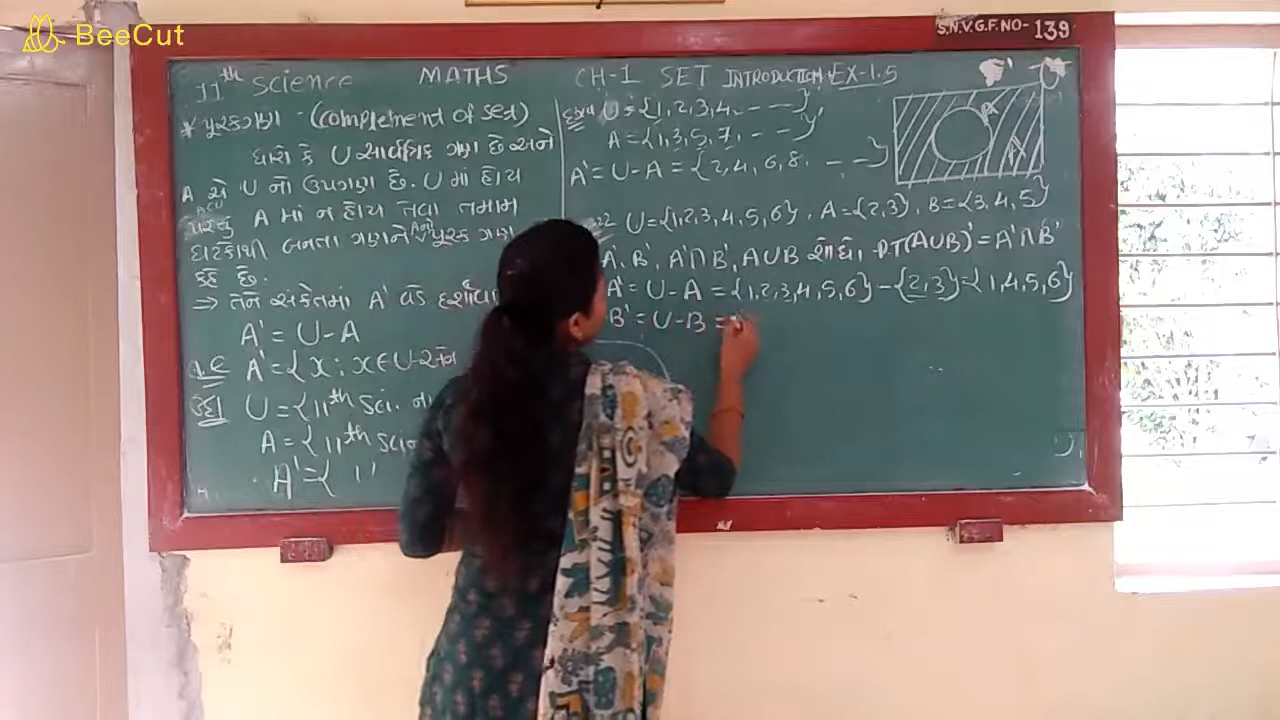 BeeCut
S.N.V.G.F.NO- 139
11th Science MATHS CH-1 SET INTRODUCTION EX-1.5
* પૂરકગણ - (complement of set)
ધારો કે U સાર્વત્રિક ગણ છે અને
A એ U નો ઉપગણ છે. U માં હોય
A⊂U
પરંતુ A માં ન હોય તેવા તમામ
ઘટકોથી બનતા ગણને A નો પૂરક ગણ
કહે છે.
⇒ તેને સંકેતમાં A' વડે દર્શાવાય
A' = U - A
A' = { x : x ∈ U અને
U = {11th Sci. ના
A = {11th Scien
A' = {
U = {1, 2, 3, 4, - - -}
A = {1, 3, 5, 7, - - -}
A' = U - A = {2, 4, 6, 8, - - -}
U = {1, 2, 3, 4, 5, 6}, A = {2, 3}, B = {3, 4, 5}
A', B', A'∩B', A∪B શોધો. P.T (A∪B)' = A'∩B'
A' = U - A = {1, 2, 3, 4, 5, 6} - {2, 3} = {1, 4, 5, 6}
B' = U - B =